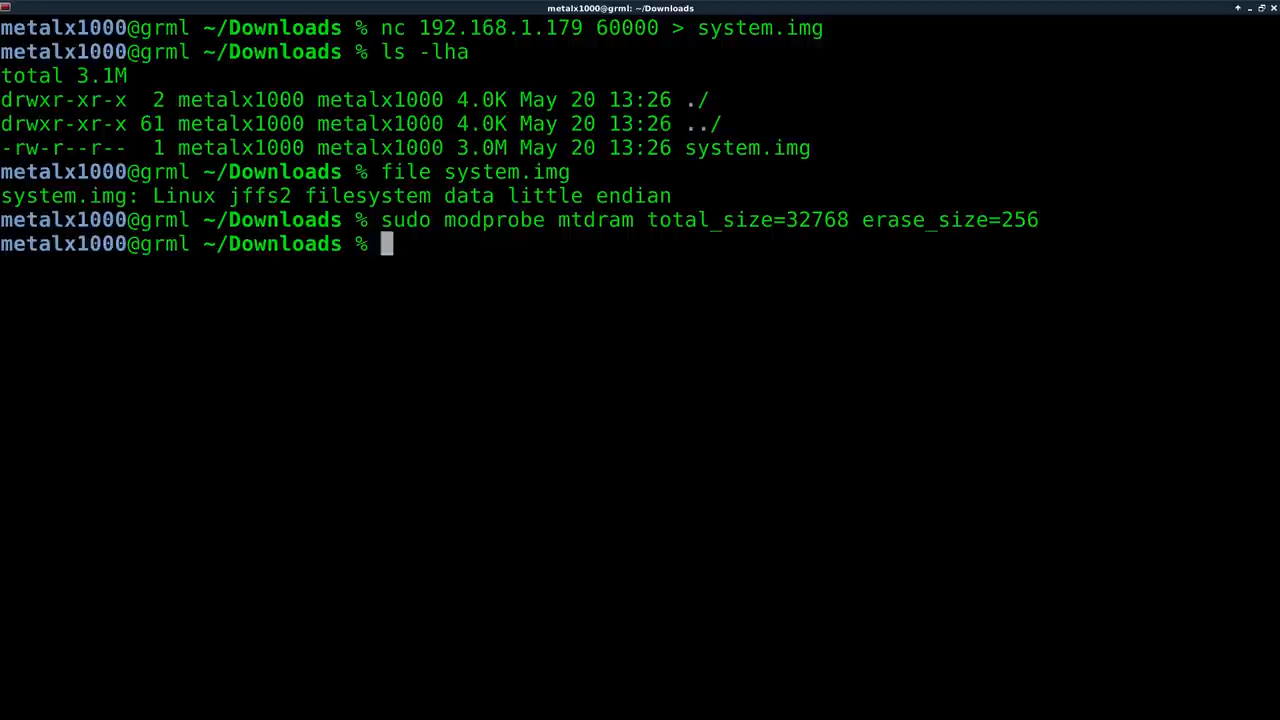 metalx1000@grml: ~/Downloads
metalx1000@grml ~/Downloads % nc 192.168.1.179 60000 > system.img
metalx1000@grml ~/Downloads % ls -lha
total 3.1M
drwxr-xr-x  2 metalx1000 metalx1000 4.0K May 20 13:26 ./
drwxr-xr-x 61 metalx1000 metalx1000 4.0K May 20 13:26 ../
-rw-r--r--  1 metalx1000 metalx1000 3.0M May 20 13:26 system.img
metalx1000@grml ~/Downloads % file system.img
system.img: Linux jffs2 filesystem data little endian
metalx1000@grml ~/Downloads % sudo modprobe mtdram total_size=32768 erase_size=256
metalx1000@grml ~/Downloads %